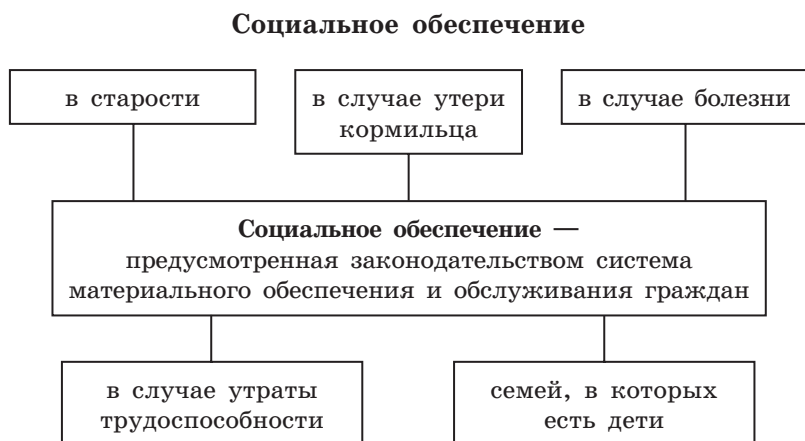 Социальное обеспечение
в старости
в случае утери
кормильца
в случае болезни
Социальное обеспечение —
предусмотренная законодательством система
материального обеспечения и обслуживания граждан
в случае утраты
трудоспособности
семей, в которых
есть дети